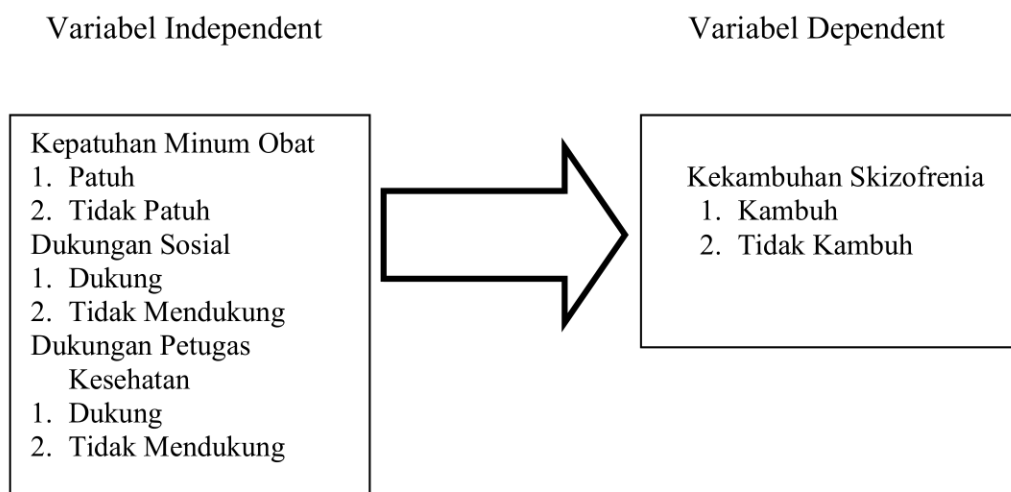 Variabel Independent
Variabel Dependent
Kepatuhan Minum Obat
1. Patuh
2. Tidak Patuh
Dukungan Sosial
1. Dukung
2. Tidak Mendukung
Dukungan Petugas
Kesehatan
1. Dukung
2. Tidak Mendukung
Kekambuhan Skizofrenia
1. Kambuh
2. Tidak Kambuh